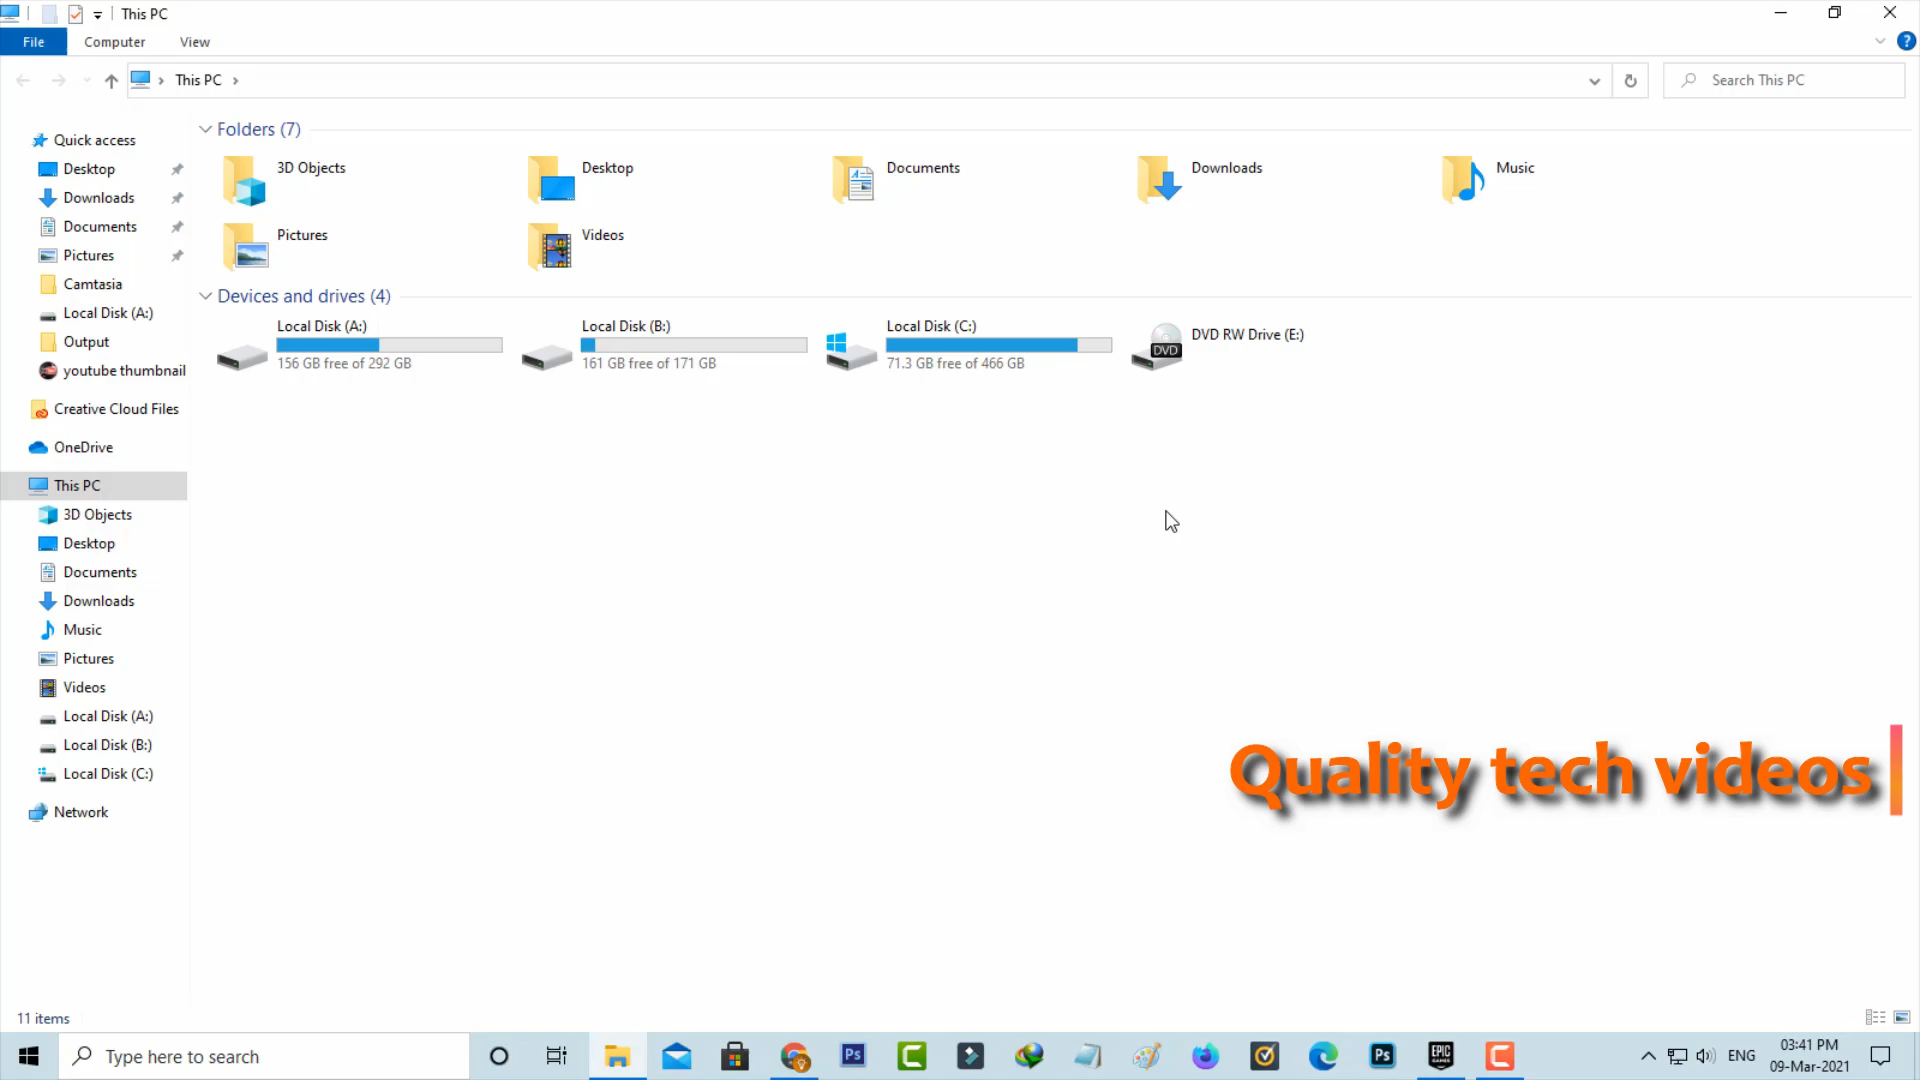 This PC
File Computer View
This PC
Search This PC
Quick access
Desktop
Downloads
Documents
Pictures
Camtasia
Local Disk (A:)
Output
youtube thumbnail
Creative Cloud Files
OneDrive
This PC
3D Objects
Desktop
Documents
Downloads
Music
Pictures
Videos
Local Disk (A:)
Local Disk (B:)
Local Disk (C:)
Network
Folders (7)
3D Objects
Desktop
Documents
Downloads
Music
Pictures
Videos
Devices and drives (4)
Local Disk (A:)
156 GB free of 292 GB
Local Disk (B:)
161 GB free of 171 GB
Local Disk (C:)
71.3 GB free of 466 GB
DVD
DVD RW Drive (E:)
Quality tech videos
11 items
Type here to search
Ps
Ps
EPIC
GAMES
ENG
03:41 PM
09-Mar-2021